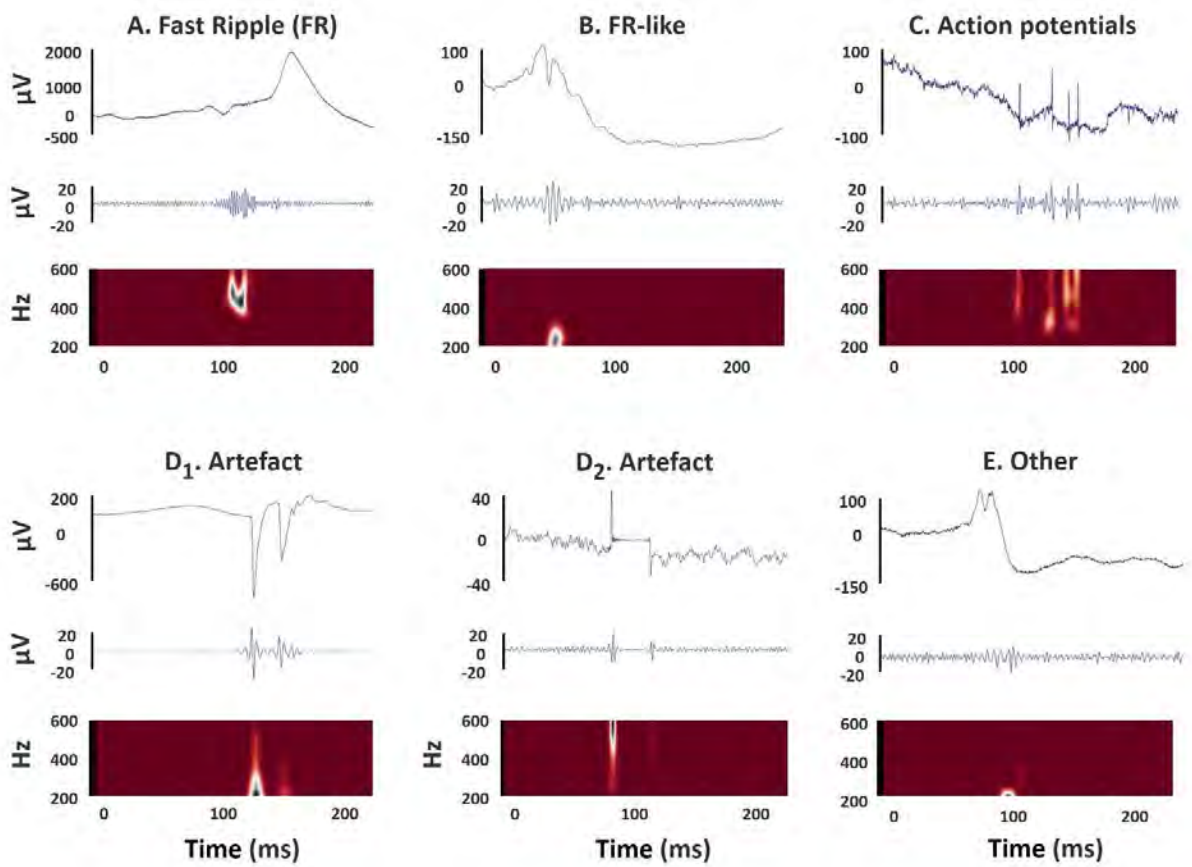 A. Fast Ripple (FR)
B. FR-like
C. Action potentials
μV
2000
1000
0
-500
100
0
-150
100
0
-100
μV
20
0
-20
20
0
-20
20
0
-20
Hz
600
400
200
600
400
200
600
400
200
0 100 200
0 100 200
0 100 200
D1. Artefact
D2. Artefact
E. Other
μV
200
0
-600
40
0
-40
100
0
-150
μV
20
0
-20
20
0
-20
20
0
-20
Hz
600
400
200
Hz
600
400
200
600
400
200
0 100 200
0 100 200
0 100 200
Time (ms)
Time (ms)
Time (ms)